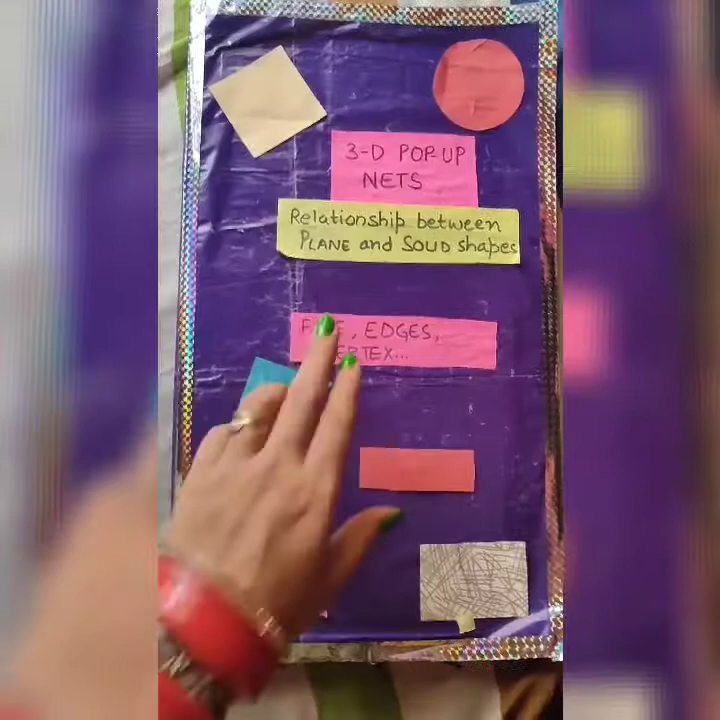 3-D POP-UP
NETS
Relationship between
PLANE and SOLID shapes
EDGES,